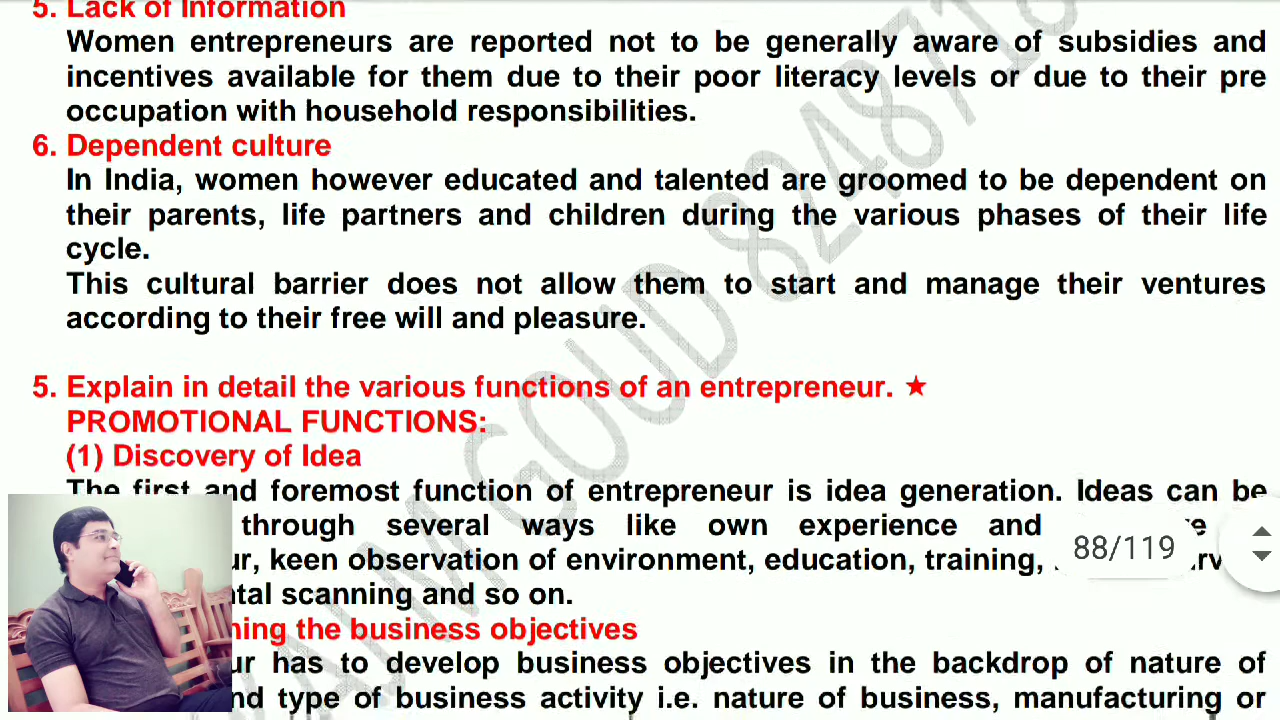 5. Lack of Information
Women entrepreneurs are reported not to be generally aware of subsidies and
incentives available for them due to their poor literacy levels or due to their pre
occupation with household responsibilities.
6. Dependent culture
In India, women however educated and talented are groomed to be dependent on
their parents, life partners and children during the various phases of their life
cycle.
This cultural barrier does not allow them to start and manage their ventures
according to their free will and pleasure.
5. Explain in detail the various functions of an entrepreneur. ★
PROMOTIONAL FUNCTIONS:
(1) Discovery of Idea
The first and foremost function of entrepreneur is idea generation. Ideas can be
through several ways like own experience and
keen observation of environment, education, training,
scanning and so on.
the business objectives
has to develop business objectives in the backdrop of nature of
type of business activity i.e. nature of business, manufacturing or
88/119
GOUD 82487